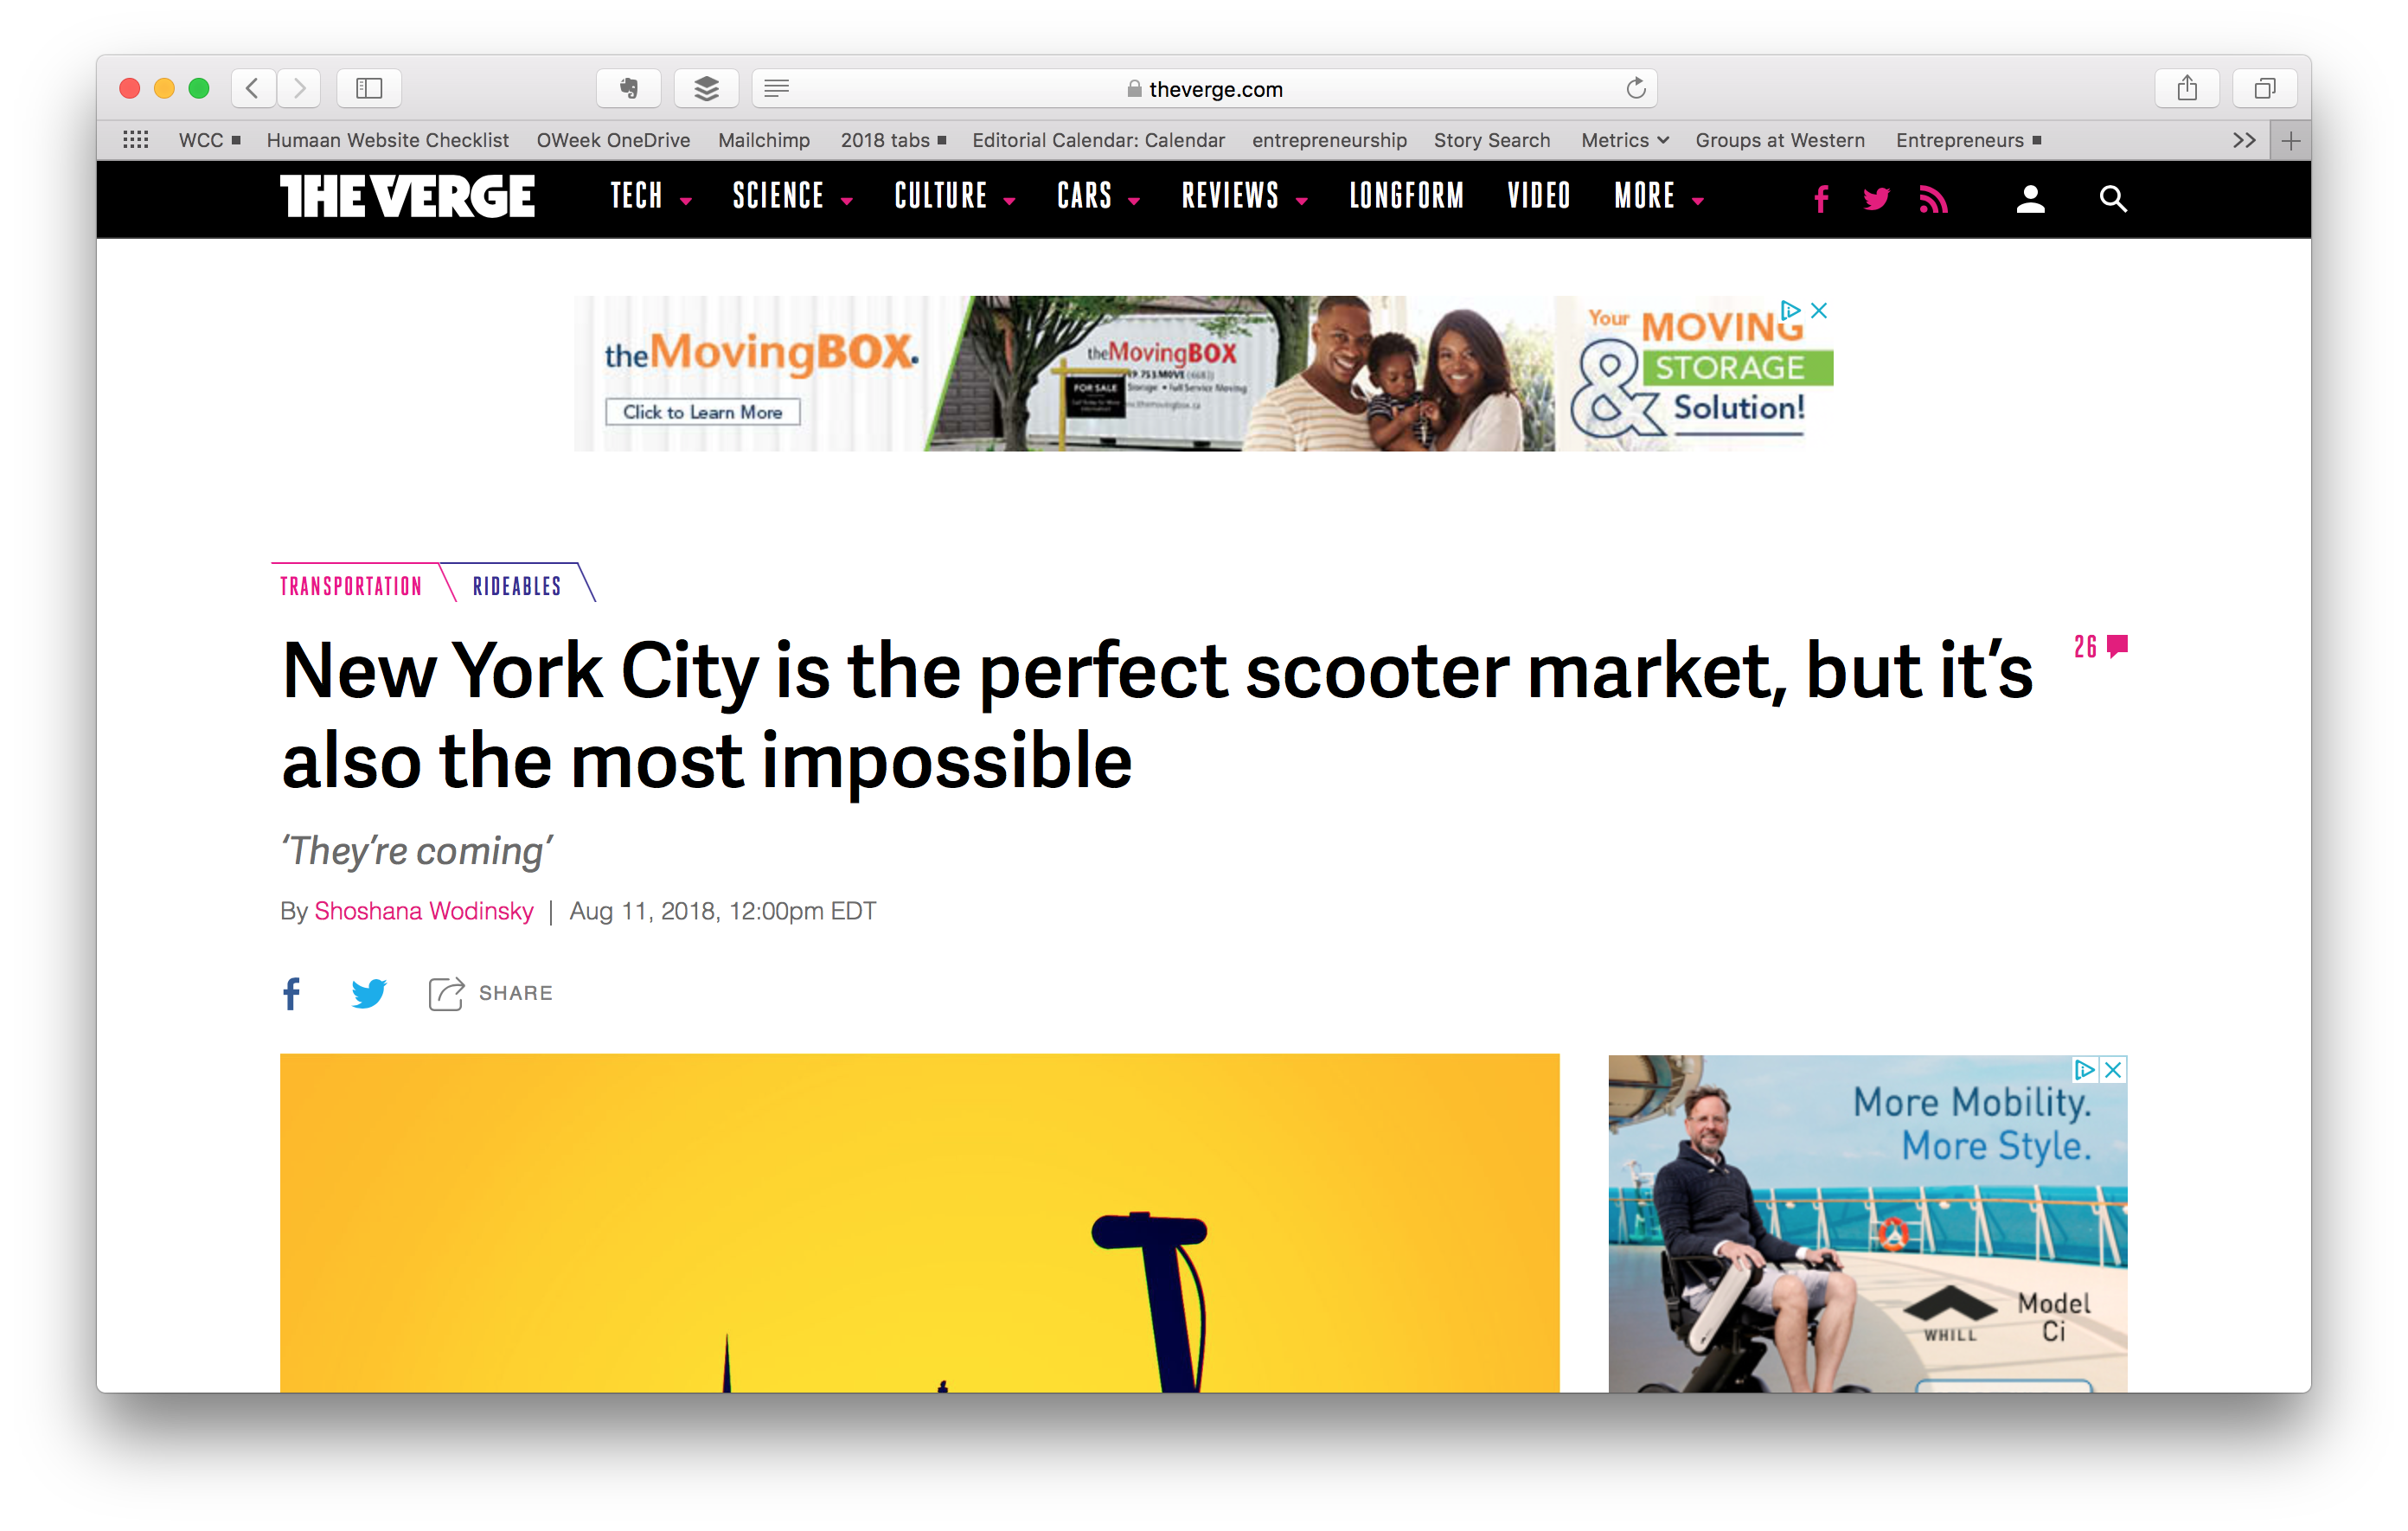 theverge.com
WCC Humaan Website Checklist OWeek OneDrive Mailchimp 2018 tabs Editorial Calendar: Calendar entrepreneurship Story Search Metrics Groups at Western Entrepreneurs
THE VERGE TECH SCIENCE CULTURE CARS REVIEWS LONGFORM VIDEO MORE
theMovingBOX.
Click to Learn More
theMovingBOX
FOR SALE
Storage • Full Service Moving
Your MOVING
& STORAGE
Solution!
TRANSPORTATION RIDEABLES
New York City is the perfect scooter market, but it’s
also the most impossible
26
‘They’re coming’
By Shoshana Wodinsky | Aug 11, 2018, 12:00pm EDT
SHARE
More Mobility.
More Style.
WHILL
Model
Ci